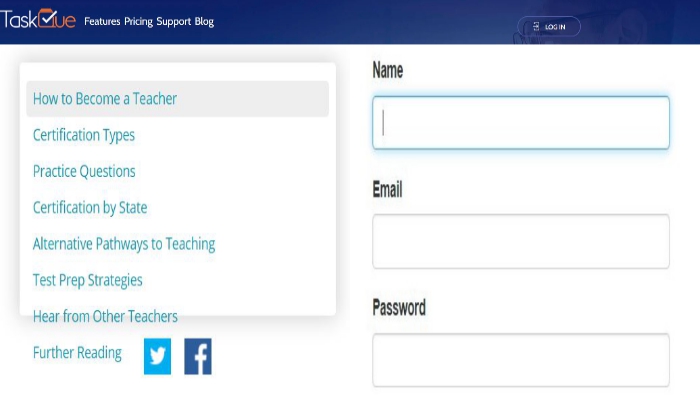 TaskQue Features Pricing Support Blog
LOG IN
How to Become a Teacher
Certification Types
Practice Questions
Certification by State
Alternative Pathways to Teaching
Test Prep Strategies
Hear from Other Teachers
Further Reading
Name
Email
Password